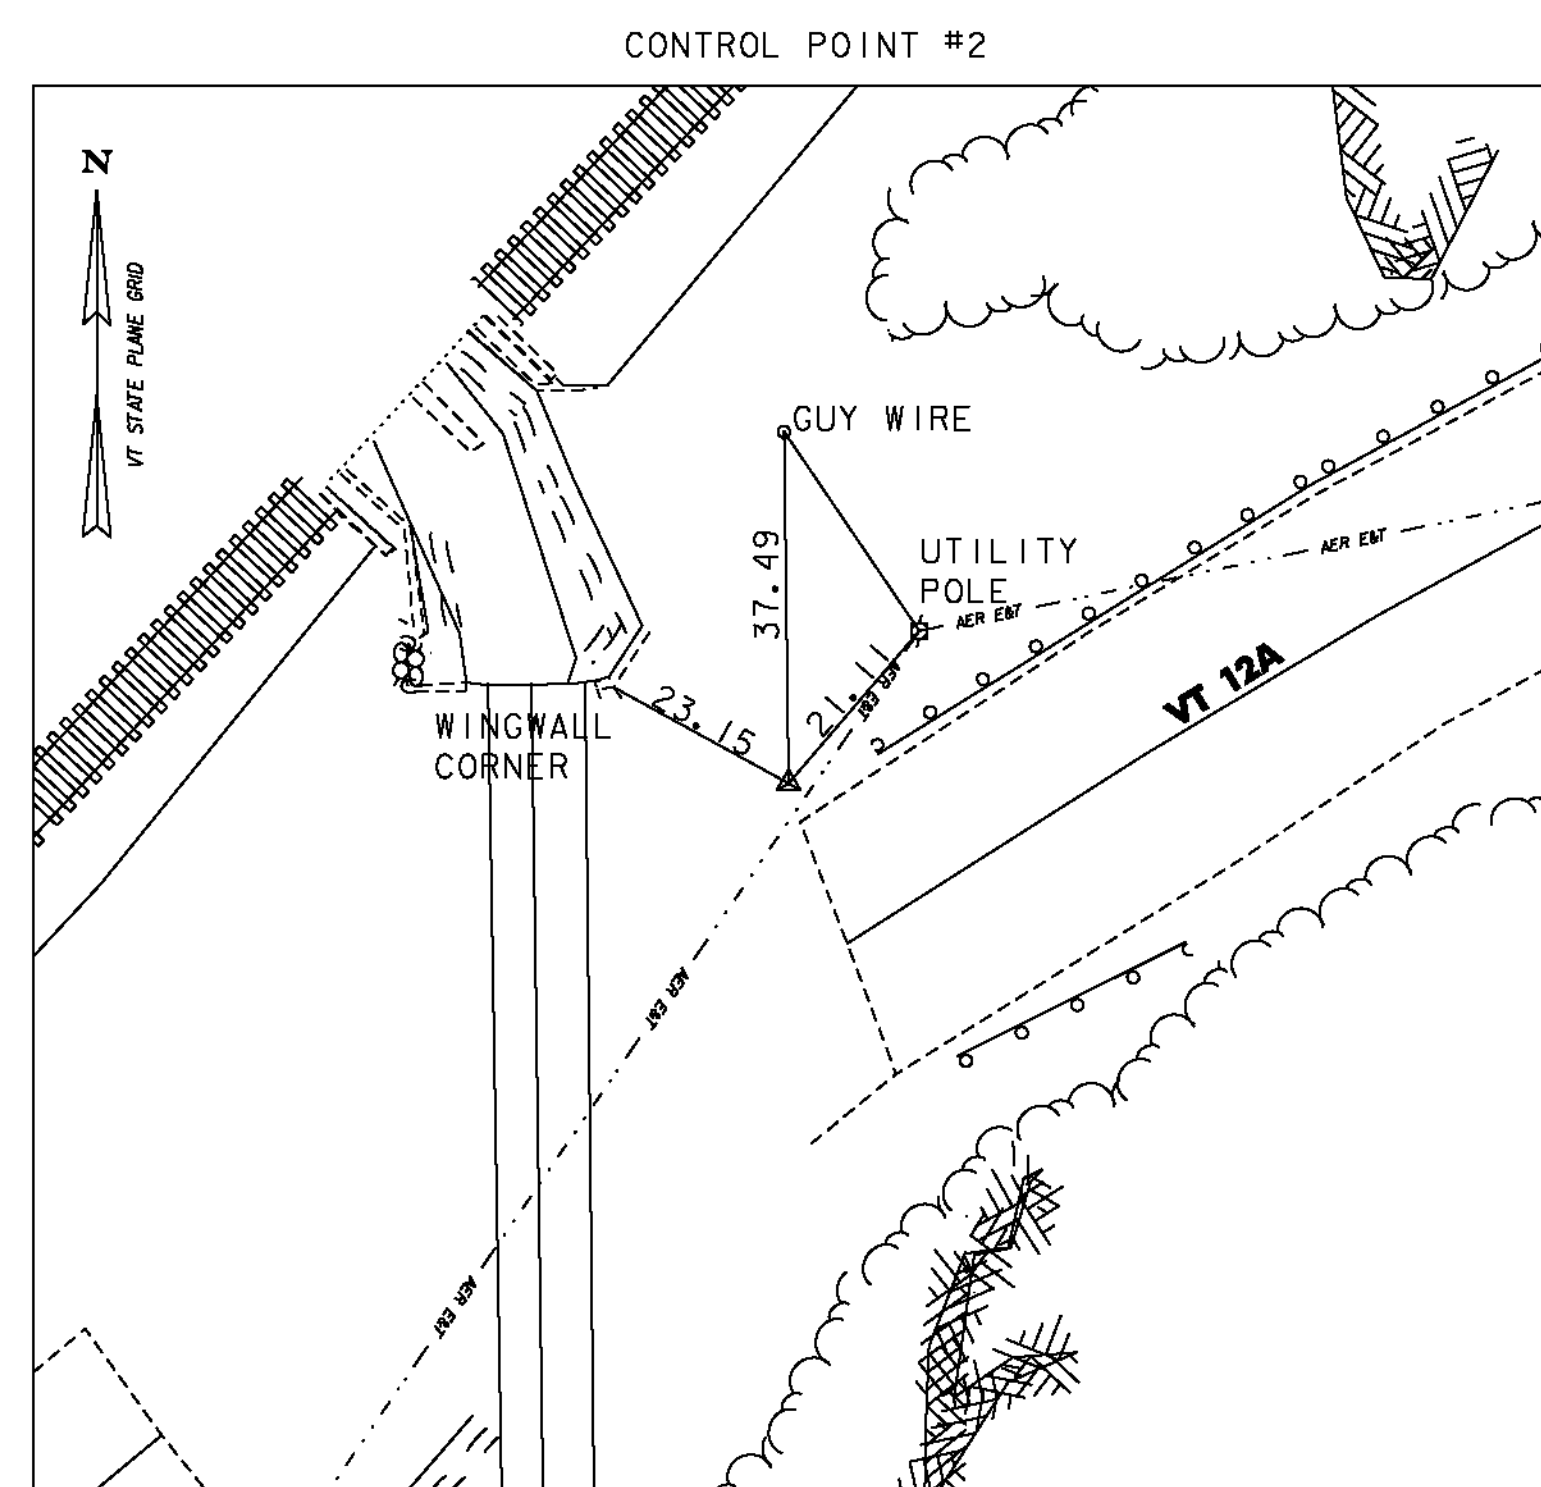 CONTROL POINT #2
N
VT STATE PLANE GRID
GUY WIRE
37.49
UTILITY
POLE
AER E&T
AER E&T
VT 12A
21.11
AER E&T
23.15
WINGWALL
CORNER
AER E&T
AER E&T